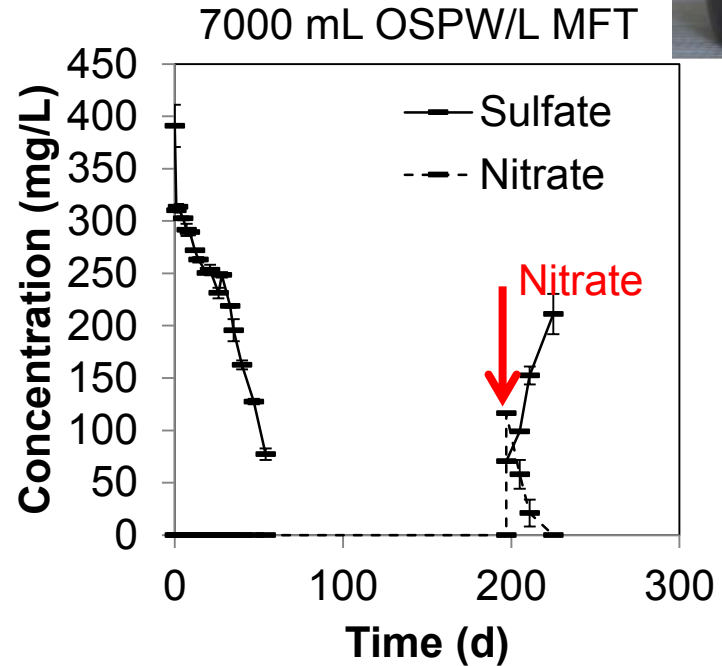 7000 mL OSPW/L MFT
Concentration (mg/L)
450
400
350
300
250
200
150
100
50
0
Sulfate
Nitrate
Nitrate
0 100 200 300
Time (d)